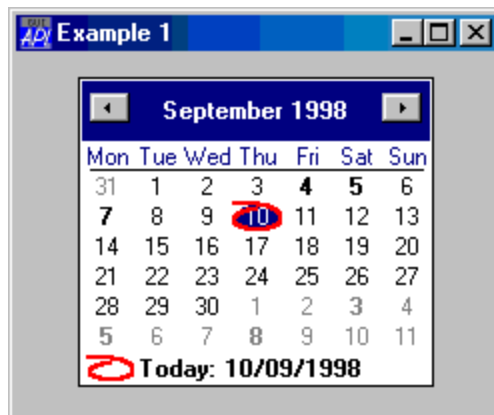 GUI
API Example 1
September 1998
Mon Tue Wed Thu Fri Sat Sun
31 1 2 3 4 5 6
7 8 9 10 11 12 13
14 15 16 17 18 19 20
21 22 23 24 25 26 27
28 29 30 1 2 3 4
5 6 7 8 9 10 11
Today: 10/09/1998